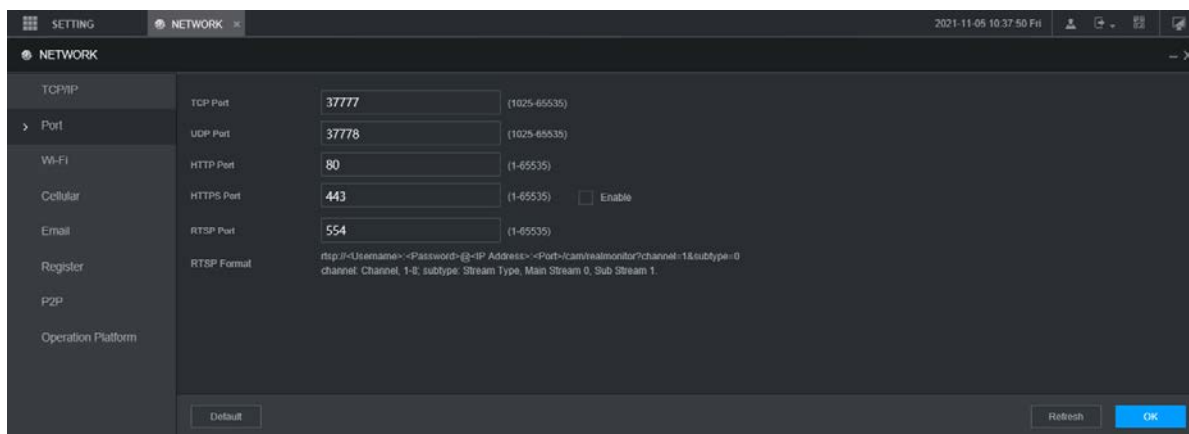 SETTING NETWORK × 2021-11-05 10:37:50 Fri
NETWORK
TCP/IP
Port
Wi-Fi
Cellular
Email
Register
P2P
Operation Platform
TCP Port 37777 (1025-65535)
UDP Port 37778 (1025-65535)
HTTP Port 80 (1-65535)
HTTPS Port 443 (1-65535) Enable
RTSP Port 554 (1-65535)
RTSP Format rtsp://<Username>:<Password>@<IP Address>:<Port>/cam/realmonitor?channel=1&subtype=0
channel: Channel, 1-8; subtype: Stream Type, Main Stream 0, Sub Stream 1.
Default Refresh OK